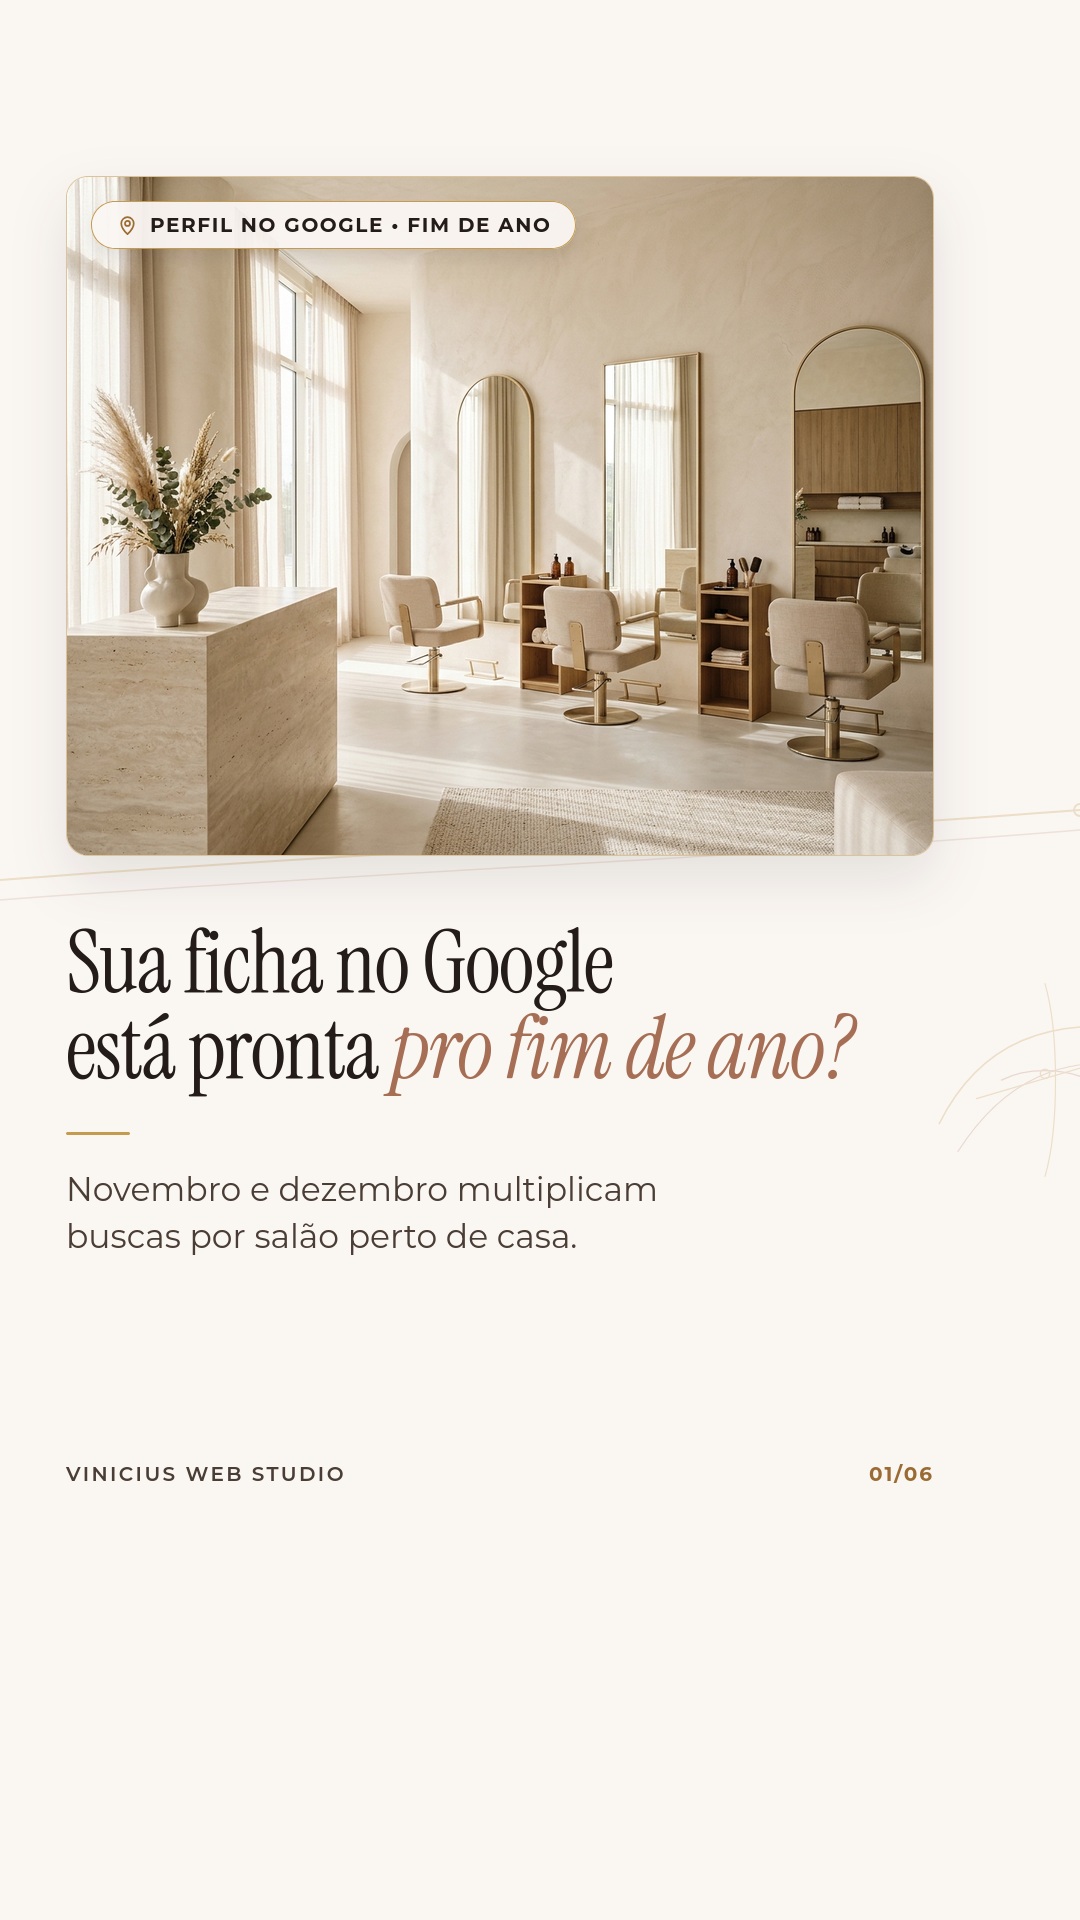 PERFIL NO GOOGLE • FIM DE ANO
Sua ficha no Google
está pronta pro fim de ano?
Novembro e dezembro multiplicam
buscas por salão perto de casa.
VINICIUS WEB STUDIO
01/06